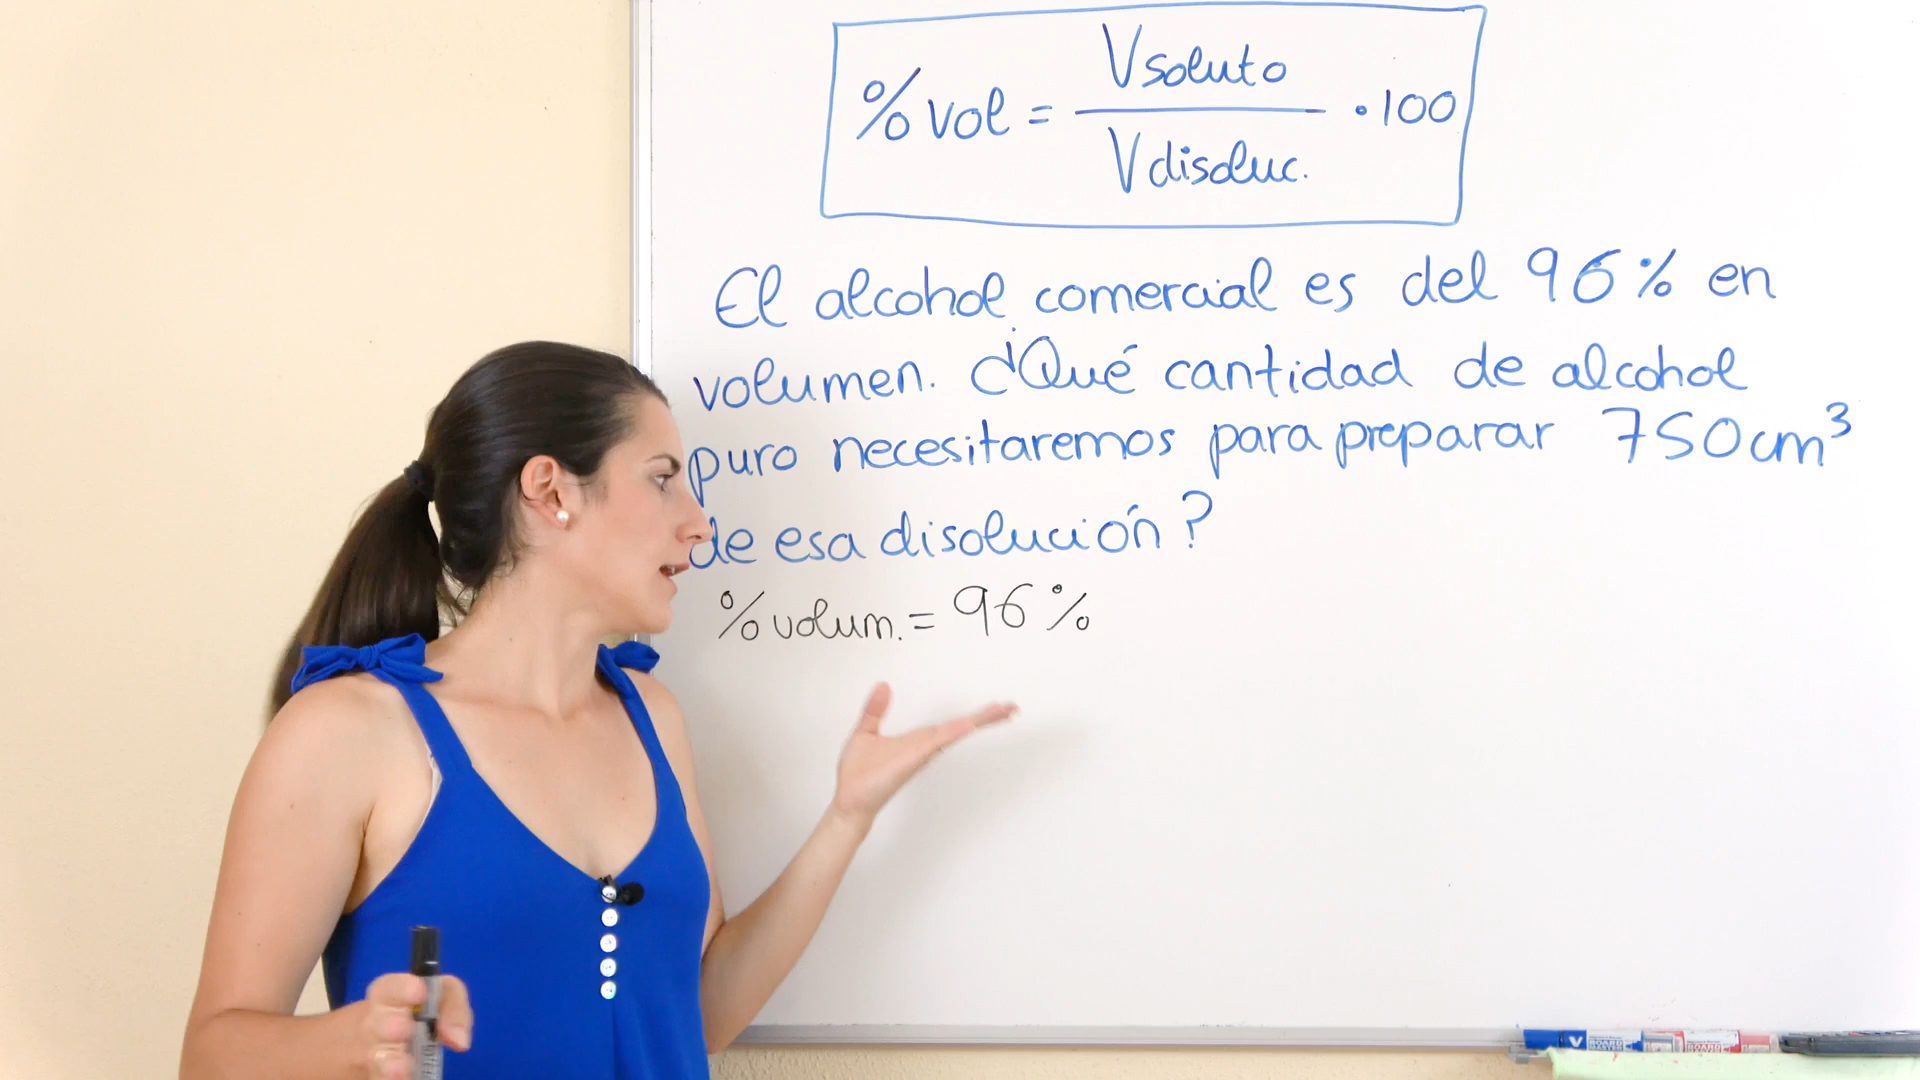 % vol = Vsoluto / Vdisoluc. · 100
El alcohol comercial es del 96% en
volumen. ¿Qué cantidad de alcohol
puro necesitaremos para preparar 750cm³
de esa disolución?
% volum. = 96%